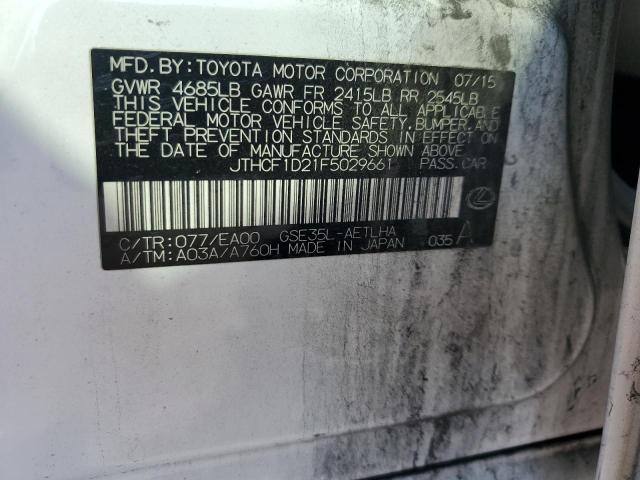 MFD. BY: TOYOTA MOTOR CORPORATION 07/15
GVWR 4685LB GAWR FR 2415LB RR 2545LB
THIS VEHICLE CONFORMS TO ALL APPLICABLE
FEDERAL MOTOR VEHICLE SAFETY, BUMPER, AND
THEFT PREVENTION STANDARDS IN EFFECT ON
THE DATE OF MANUFACTURE SHOWN ABOVE.
JTHCF1D21F5029661 PASS. CAR
C/TR: 077/EA00 GSE35L-AETLHA
A/TM: A03A/A760H MADE IN JAPAN 035 A